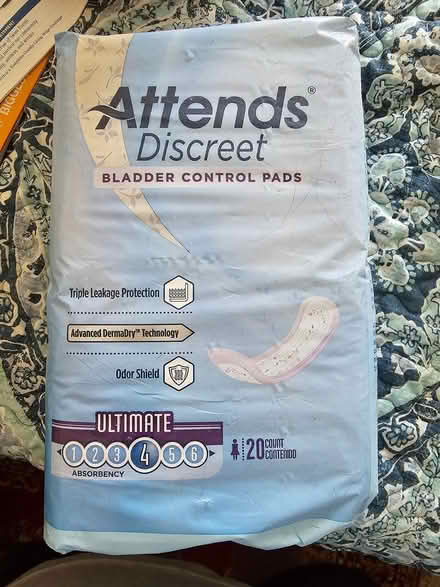 Attends®
Discreet
BLADDER CONTROL PADS
Triple Leakage Protection
Advanced DermaDry™ Technology
Odor Shield
ULTIMATE
1 2 3 4 5 6
ABSORBENCY
20 COUNT
CONTENIDO